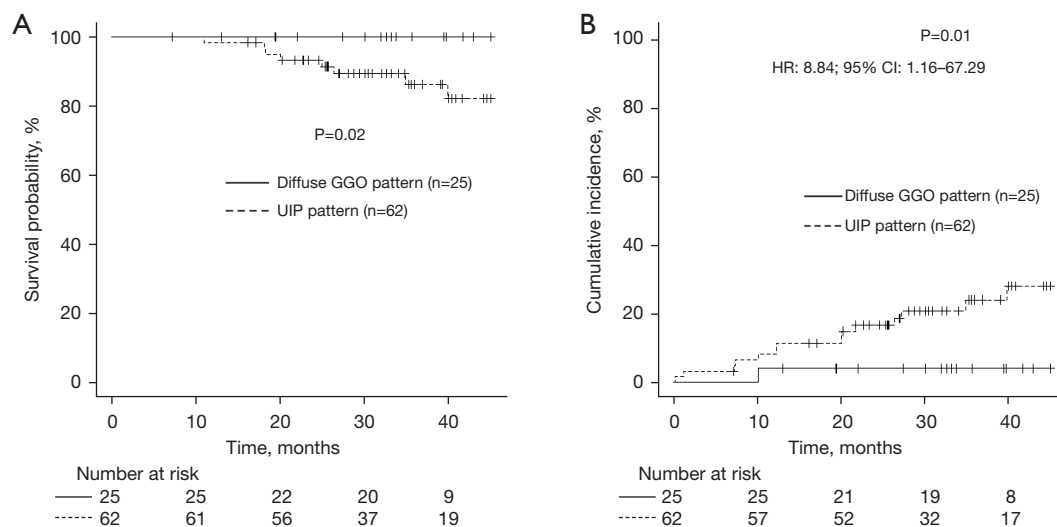 A
100
80
60
40
20
0
Survival probability, %
P=0.02
Diffuse GGO pattern (n=25)
UIP pattern (n=62)
0 10 20 30 40
Time, months
Number at risk
25 25 22 20 9
62 61 56 37 19
B
100
80
60
40
20
0
Cumulative incidence, %
P=0.01
HR: 8.84; 95% CI: 1.16–67.29
Diffuse GGO pattern (n=25)
UIP pattern (n=62)
0 10 20 30 40
Time, months
Number at risk
25 25 21 19 8
62 57 52 32 17